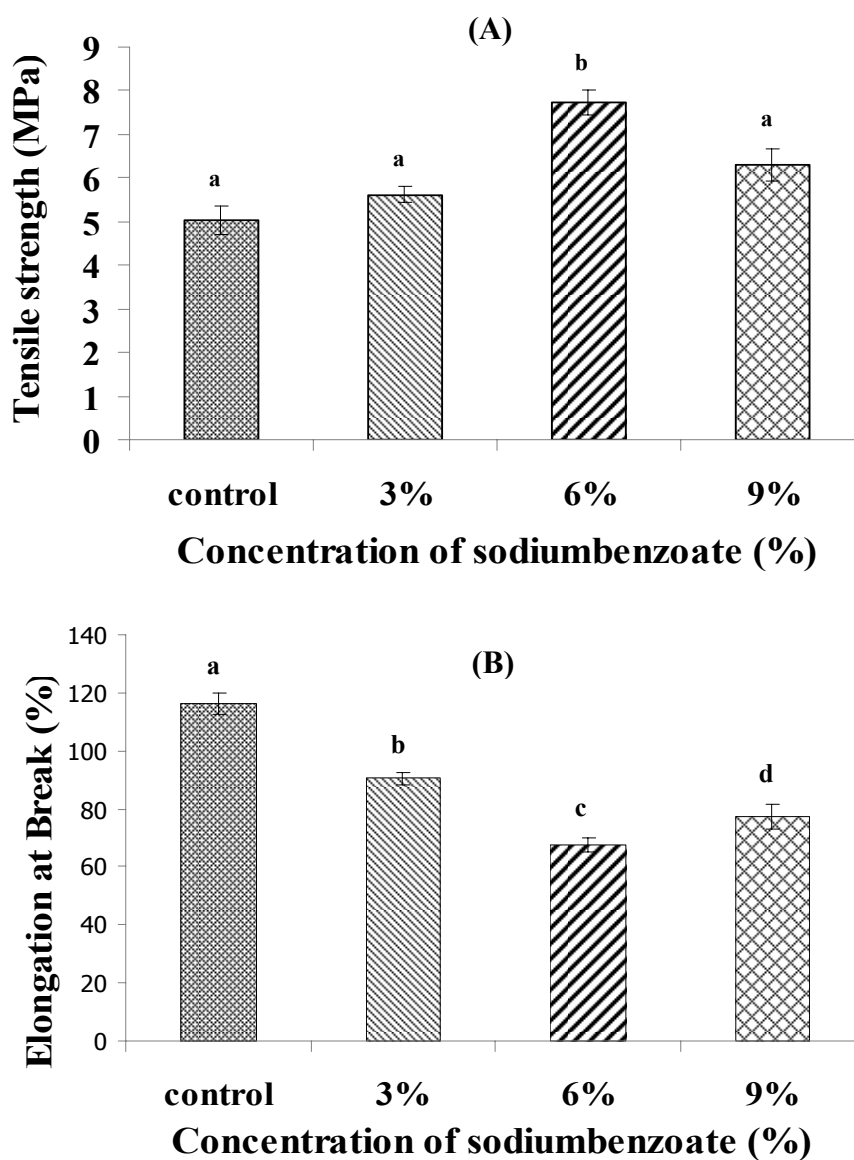 (A)
Tensile strength (MPa)
9
8
7
6
5
4
3
2
1
0
a
a
b
a
control 3% 6% 9%
Concentration of sodiumbenzoate (%)
(B)
Elongation at Break (%)
140
120
100
80
60
40
20
0
a
b
c
d
control 3% 6% 9%
Concentration of sodiumbenzoate (%)